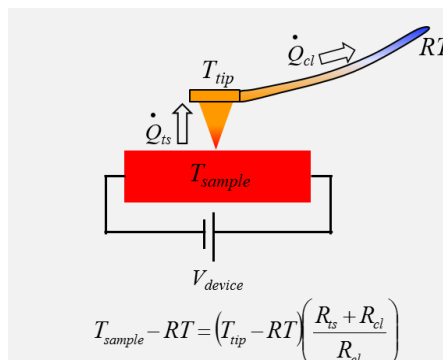 Q̇cl
RT
Ttip
Q̇ts
Tsample
Vdevice
Tsample − RT = (Ttip − RT)((Rts + Rcl) / Rcl)